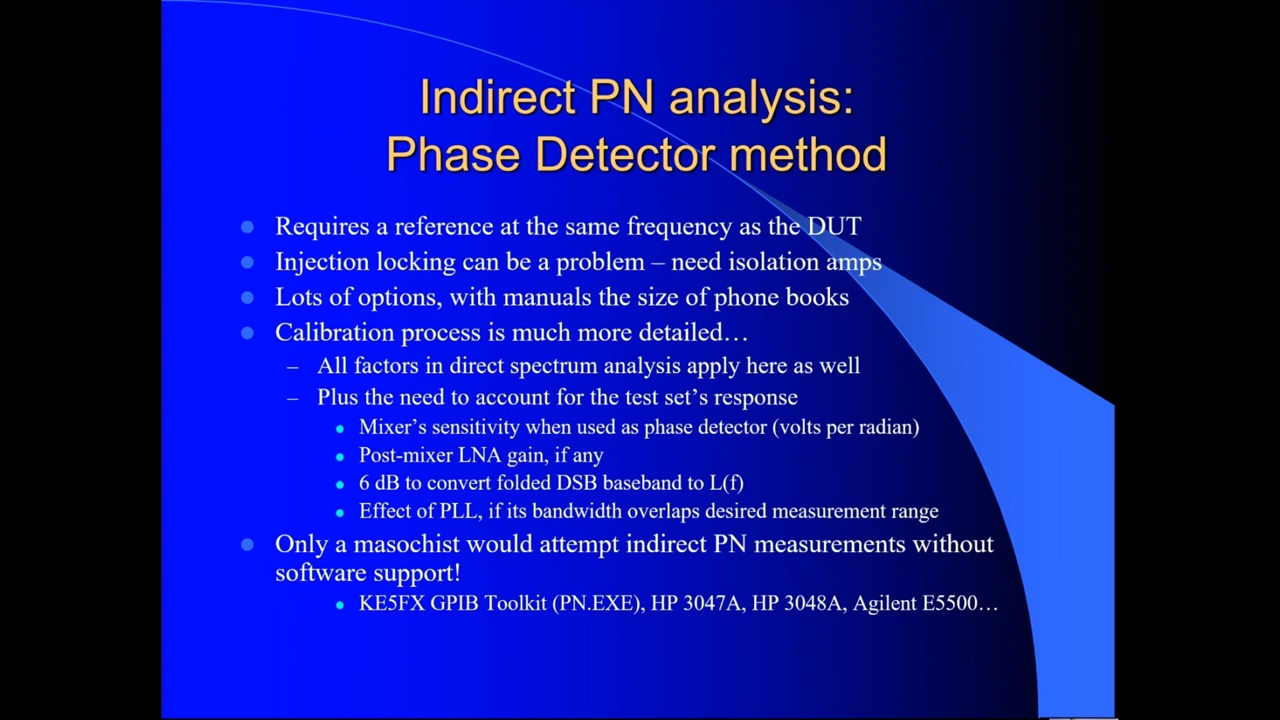 Indirect PN analysis:
Phase Detector method
Requires a reference at the same frequency as the DUT
Injection locking can be a problem – need isolation amps
Lots of options, with manuals the size of phone books
Calibration process is much more detailed…
– All factors in direct spectrum analysis apply here as well
– Plus the need to account for the test set’s response
Mixer’s sensitivity when used as phase detector (volts per radian)
Post-mixer LNA gain, if any
6 dB to convert folded DSB baseband to L(f)
Effect of PLL, if its bandwidth overlaps desired measurement range
Only a masochist would attempt indirect PN measurements without
software support!
KE5FX GPIB Toolkit (PN.EXE), HP 3047A, HP 3048A, Agilent E5500…